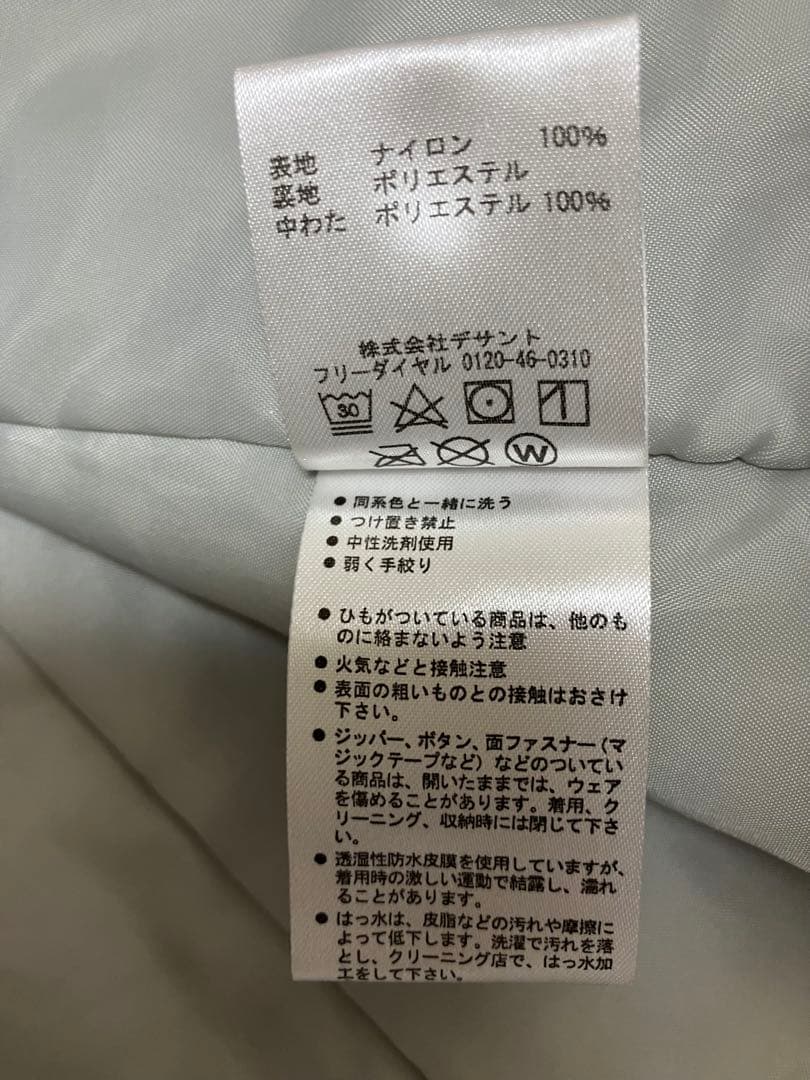 表地 ナイロン 100%
裏地 ポリエステル
中わた ポリエステル 100%
株式会社デサント
フリーダイヤル 0120-46-0310
30
W
● 同系色と一緒に洗う
● つけ置き禁止
● 中性洗剤使用
● 弱く手絞り
● ひもがついている商品は、他のも
のに絡まないよう注意
● 火気などと接触注意
● 表面の粗いものとの接触はおさけ
下さい。
● ジッパー、ボタン、面ファスナー(マ
ジックテープなど)などのついてい
る商品は、開いたままでは、ウェア
を傷めることがあります。着用、ク
リーニング、収納時には閉じて下さ
い。
● 透湿性防水皮膜を使用していますが、
着用時の激しい運動で結露し、濡れ
ることがあります。
● はっ水は、皮脂などの汚れや摩擦に
よって低下します。洗濯で汚れを落
とし、クリーニング店で、はっ水加
工をして下さい。